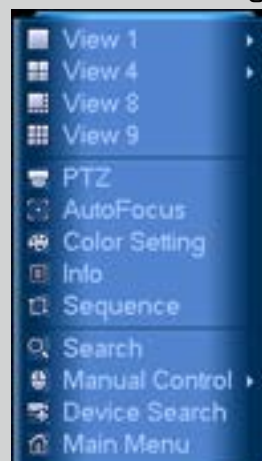 View 1
View 4
View 8
View 9
PTZ
AutoFocus
Color Setting
Info
Sequence
Search
Manual Control
Device Search
Main Menu